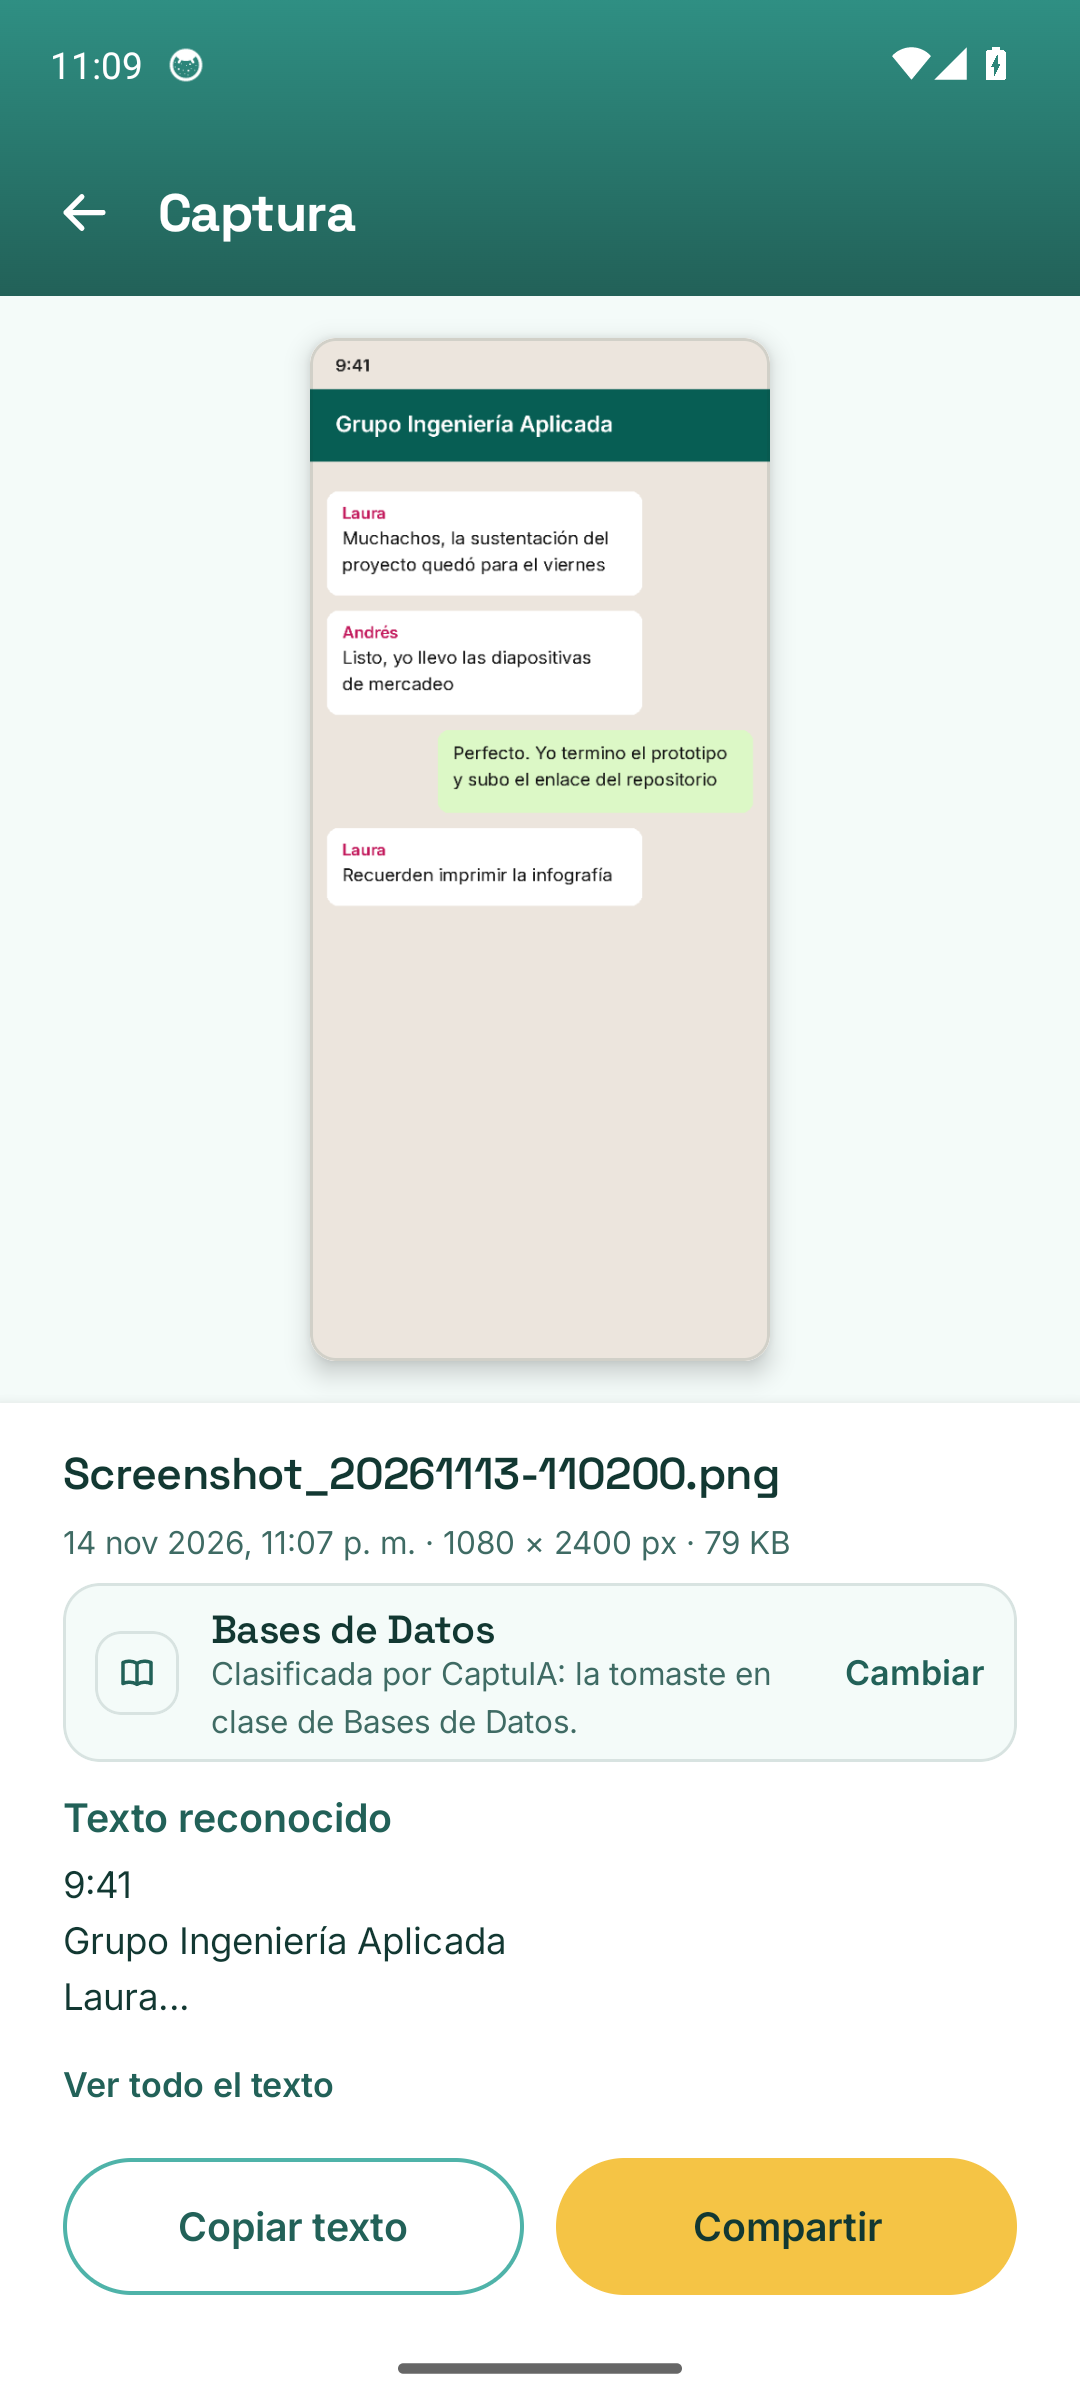 11:09
Captura
9:41
Grupo Ingeniería Aplicada
Laura
Muchachos, la sustentación del
proyecto quedó para el viernes
Andrés
Listo, yo llevo las diapositivas
de mercadeo
Perfecto. Yo termino el prototipo
y subo el enlace del repositorio
Laura
Recuerden imprimir la infografía
Screenshot_20261113-110200.png
14 nov 2026, 11:07 p. m. · 1080 × 2400 px · 79 KB
Bases de Datos
Clasificada por CaptuIA: la tomaste en
clase de Bases de Datos.
Cambiar
Texto reconocido
9:41
Grupo Ingeniería Aplicada
Laura...
Ver todo el texto
Copiar texto
Compartir